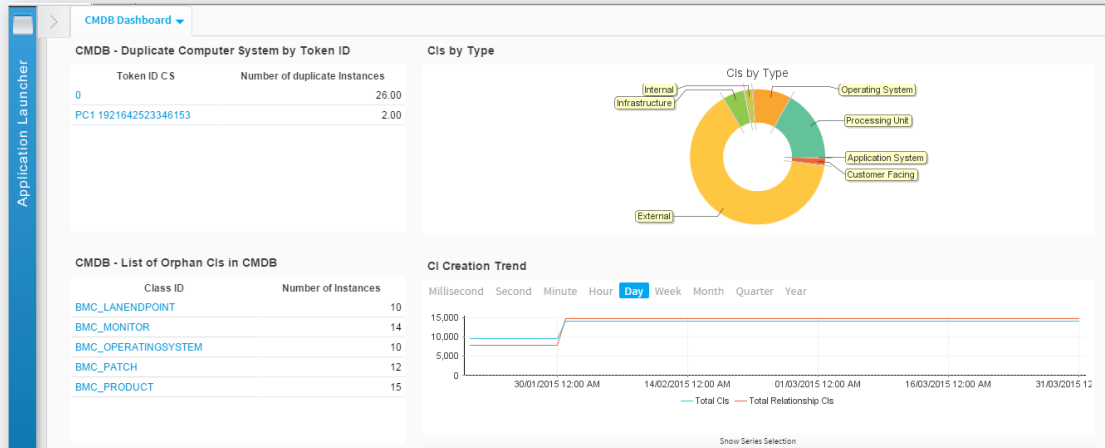 Application Launcher
CMDB Dashboard
CMDB - Duplicate Computer System by Token ID
Token ID CS Number of duplicate Instances
0 26.00
PC1 1921642523346153 2.00
CIs by Type
CIs by Type
Internal
Infrastructure
Operating System
Processing Unit
Application System
Customer Facing
External
CMDB - List of Orphan CIs in CMDB
Class ID Number of Instances
BMC_LANENDPOINT 10
BMC_MONITOR 14
BMC_OPERATINGSYSTEM 10
BMC_PATCH 12
BMC_PRODUCT 15
CI Creation Trend
Millisecond Second Minute Hour Day Week Month Quarter Year
15,000
10,000
5,000
0
30/01/2015 12:00 AM 14/02/2015 12:00 AM 01/03/2015 12:00 AM 16/03/2015 12:00 AM 31/03/2015 12
Total CIs Total Relationship CIs
Show Series Selection